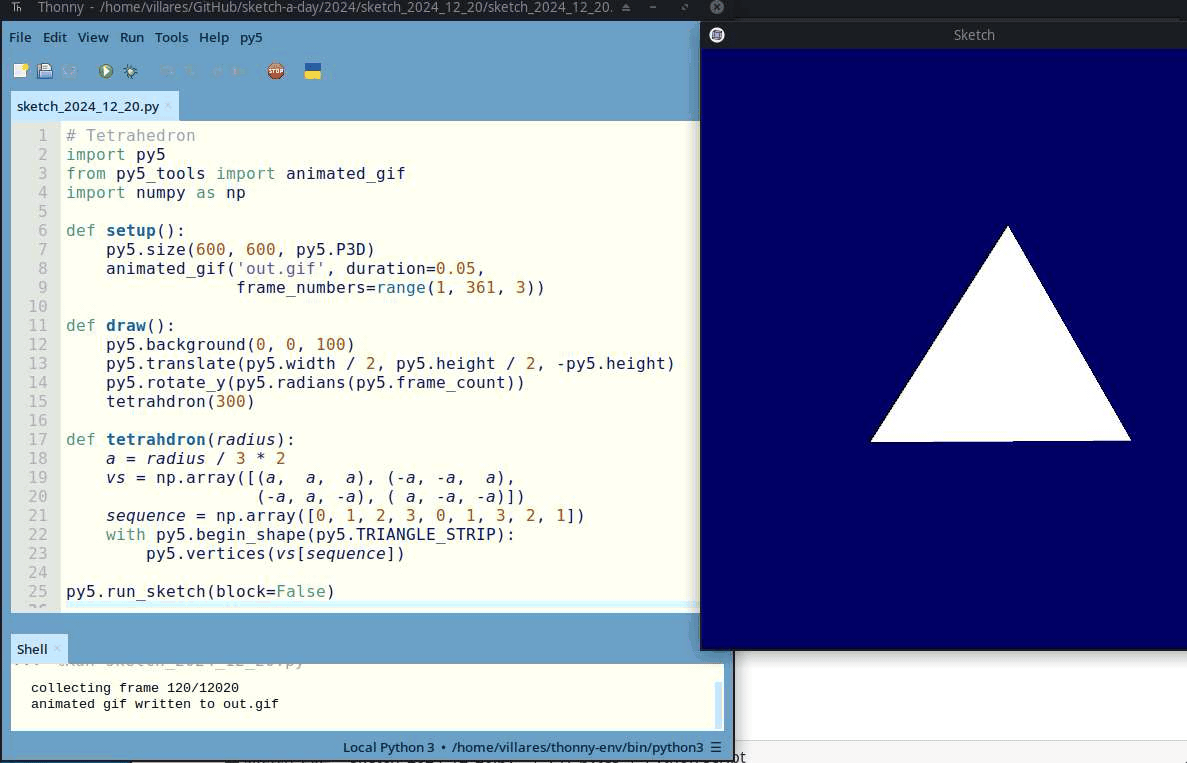 Thonny - /home/villares/GitHub/sketch-a-day/2024/sketch_2024_12_20/sketch_2024_12_20.
File Edit View Run Tools Help py5
STOP
sketch_2024_12_20.py
1 # Tetrahedron
2 import py5
3 from py5_tools import animated_gif
4 import numpy as np
5
6 def setup():
7     py5.size(600, 600, py5.P3D)
8     animated_gif('out.gif', duration=0.05,
9                  frame_numbers=range(1, 361, 3))
10
11 def draw():
12     py5.background(0, 0, 100)
13     py5.translate(py5.width / 2, py5.height / 2, -py5.height)
14     py5.rotate_y(py5.radians(py5.frame_count))
15     tetrahdron(300)
16
17 def tetrahdron(radius):
18     a = radius / 3 * 2
19     vs = np.array([(a,  a,  a), (-a, -a,  a),
20                    (-a, a, -a), ( a, -a, -a)])
21     sequence = np.array([0, 1, 2, 3, 0, 1, 3, 2, 1])
22     with py5.begin_shape(py5.TRIANGLE_STRIP):
23         py5.vertices(vs[sequence])
24
25 py5.run_sketch(block=False)
Shell
collecting frame 120/12020
animated gif written to out.gif
Local Python 3 • /home/villares/thonny-env/bin/python3 ☰
Sketch